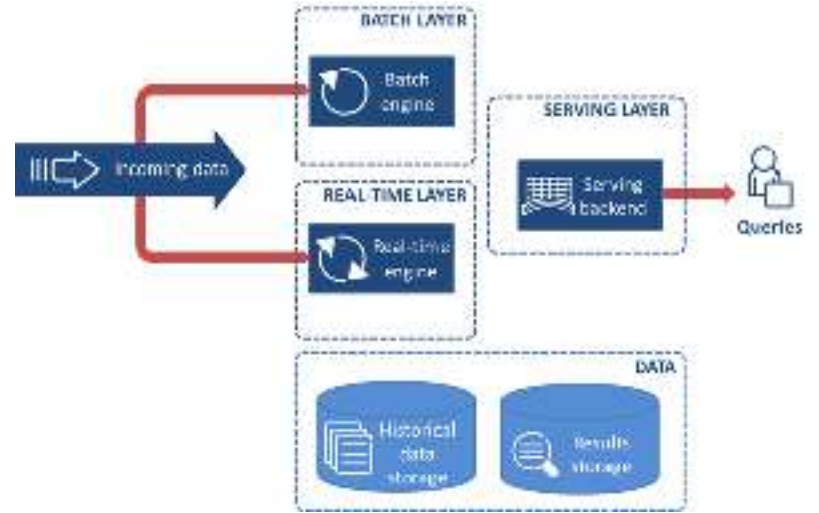 BATCH LAYER
Batch
engine
SERVING LAYER
Incoming data
Serving
backend
Queries
REAL-TIME LAYER
Real-time
engine
DATA
Historical
data
storage
Results
storage